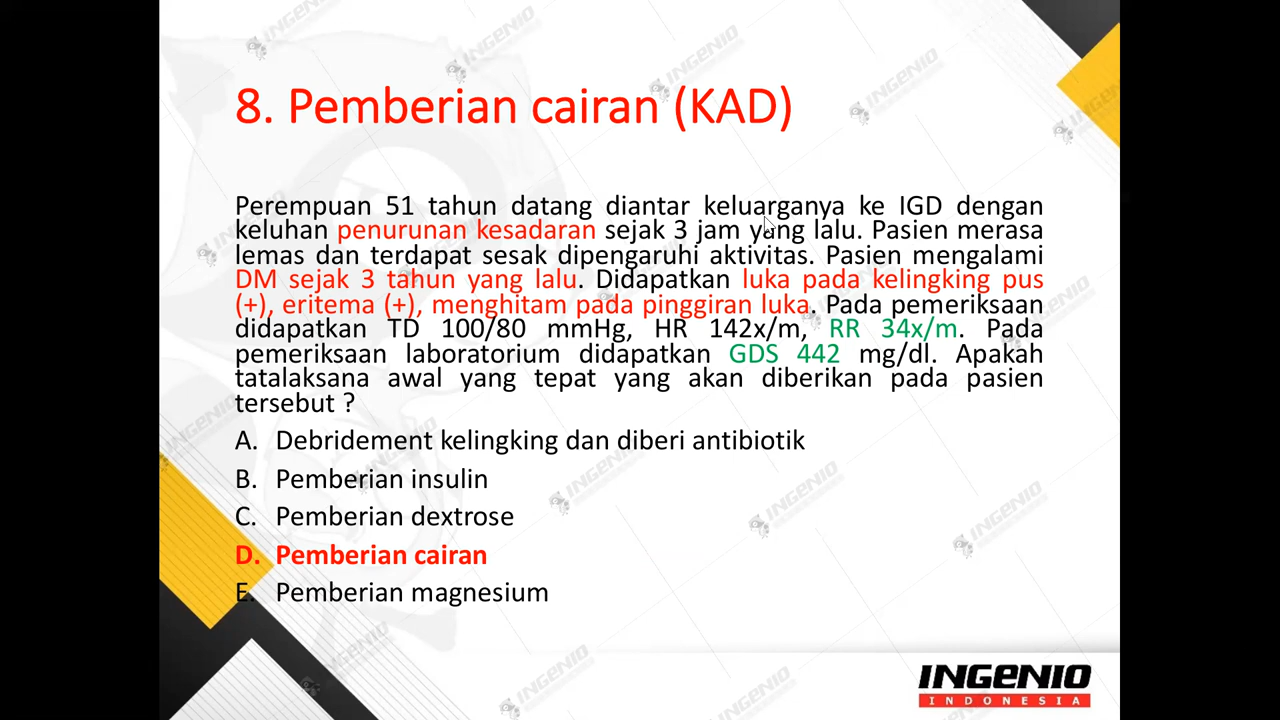 8. Pemberian cairan (KAD)
Perempuan 51 tahun datang diantar keluarganya ke IGD dengan
keluhan penurunan kesadaran sejak 3 jam yang lalu. Pasien merasa
lemas dan terdapat sesak dipengaruhi aktivitas. Pasien mengalami
DM sejak 3 tahun yang lalu. Didapatkan luka pada kelingking pus
(+), eritema (+), menghitam pada pinggiran luka. Pada pemeriksaan
didapatkan TD 100/80 mmHg, HR 142x/m, RR 34x/m. Pada
pemeriksaan laboratorium didapatkan GDS 442 mg/dl. Apakah
tatalaksana awal yang tepat yang akan diberikan pada pasien
tersebut ?
A. Debridement kelingking dan diberi antibiotik
B. Pemberian insulin
C. Pemberian dextrose
D. Pemberian cairan
E. Pemberian magnesium
INGENIO
INDONESIA